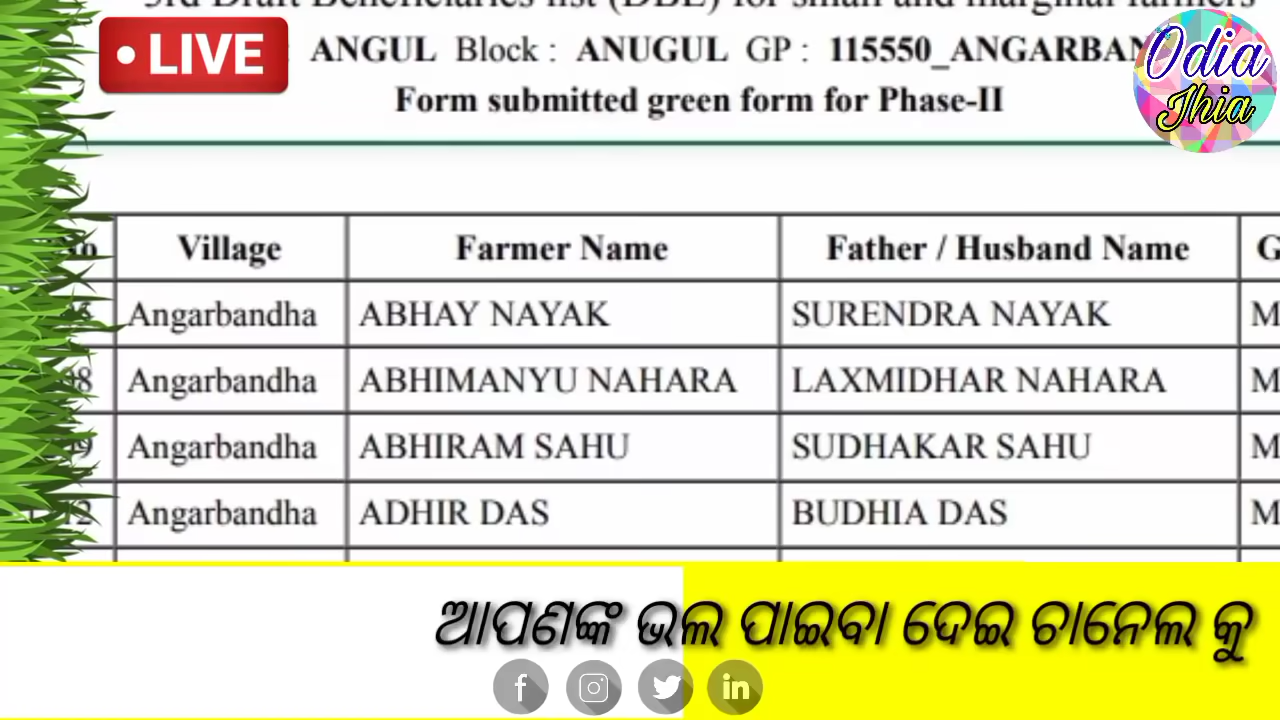 3rd Draft Beneficiaries list (DBL) for small and marginal farmers
LIVE : ANGUL Block : ANUGUL GP : 115550_ANGARBAN
Odia
Jhia
Form submitted green form for Phase-II
No Village Farmer Name Father / Husband Name G
Angarbandha ABHAY NAYAK SURENDRA NAYAK M
Angarbandha ABHIMANYU NAHARA LAXMIDHAR NAHARA M
Angarbandha ABHIRAM SAHU SUDHAKAR SAHU M
Angarbandha ADHIR DAS BUDHIA DAS M
ଆପଣଙ୍କ ଭଲ ପାଇବା ଦେଇ ଚାନେଲ କୁ